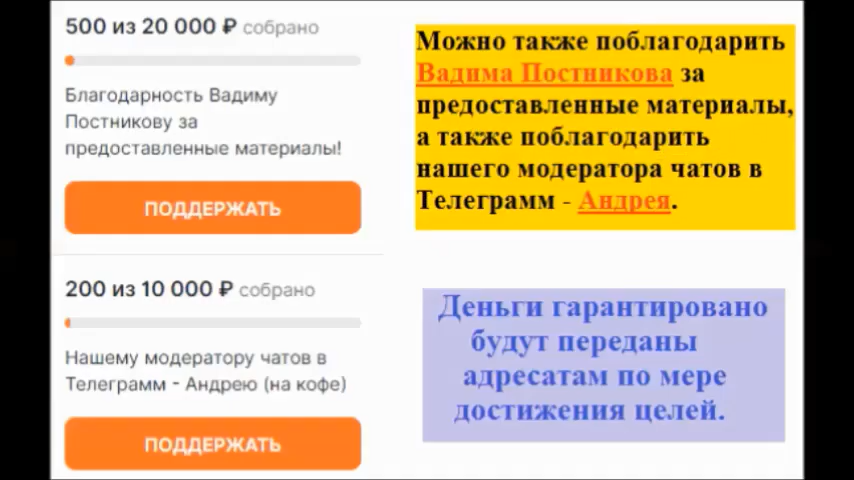 500 из 20 000 ₽ собрано
Благодарность Вадиму
Постникову за
предоставленные материалы!
ПОДДЕРЖАТЬ
200 из 10 000 ₽ собрано
Нашему модератору чатов в
Телеграмм - Андрею (на кофе)
ПОДДЕРЖАТЬ
Можно также поблагодарить
Вадима Постникова за
предоставленные материалы,
а также поблагодарить
нашего модератора чатов в
Телеграмм - Андрея.
Деньги гарантировано
будут переданы
адресатам по мере
достижения целей.